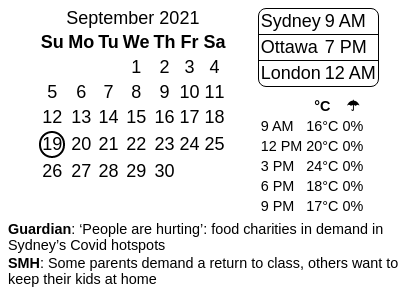 September 2021
Su Mo Tu We Th Fr Sa
1 2 3 4
5 6 7 8 9 10 11
12 13 14 15 16 17 18
19 20 21 22 23 24 25
26 27 28 29 30
Sydney 9 AM
Ottawa 7 PM
London 12 AM
°C ☂
9 AM 16°C 0%
12 PM 20°C 0%
3 PM 24°C 0%
6 PM 18°C 0%
9 PM 17°C 0%
Guardian: ‘People are hurting’: food charities in demand in
Sydney’s Covid hotspots
SMH: Some parents demand a return to class, others want to
keep their kids at home